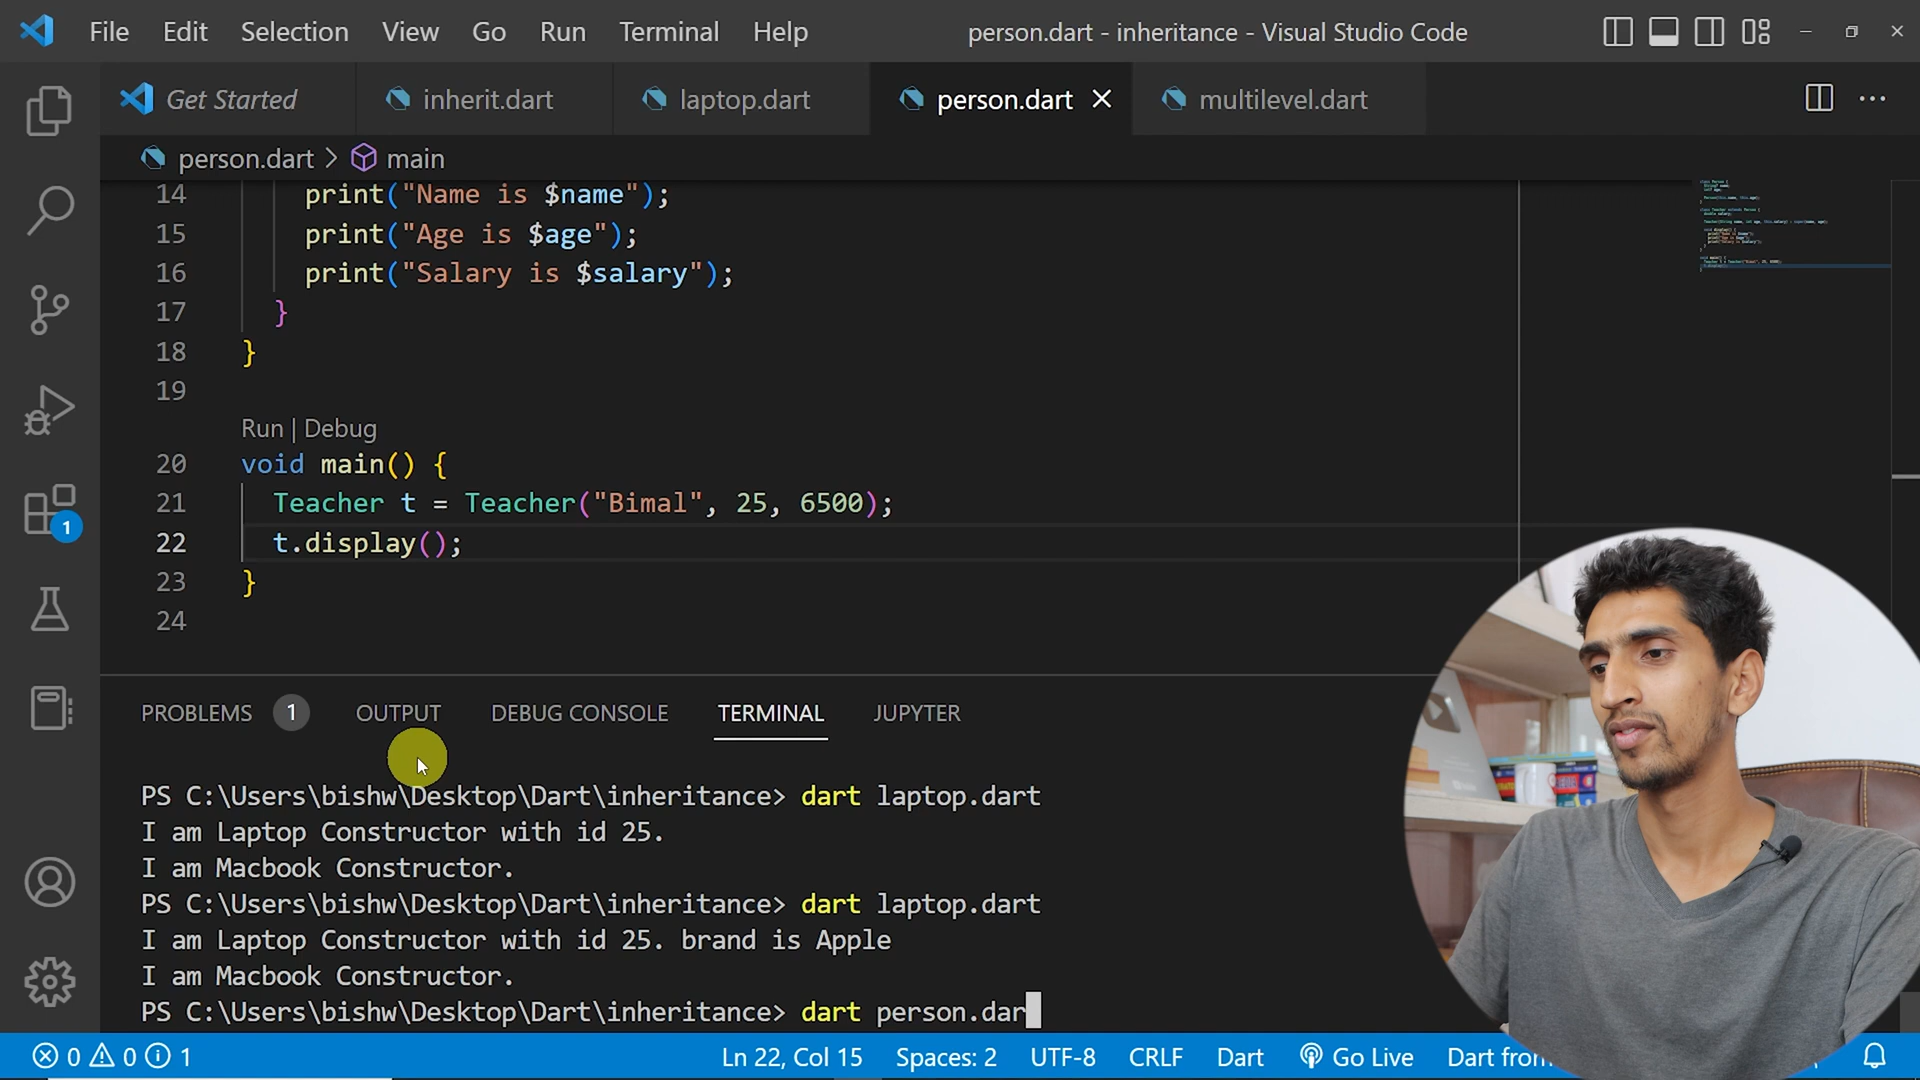 File Edit Selection View Go Run Terminal Help person.dart - inheritance - Visual Studio Code
Get Started inherit.dart laptop.dart person.dart multilevel.dart
person.dart > main
14 print("Name is $name");
15 print("Age is $age");
16 print("Salary is $salary");
17 }
18 }
19
Run | Debug
20 void main() {
21 Teacher t = Teacher("Bimal", 25, 6500);
22 t.display();
23 }
24
1
PROBLEMS 1 OUTPUT DEBUG CONSOLE TERMINAL JUPYTER
PS C:\Users\bishw\Desktop\Dart\inheritance> dart laptop.dart
I am Laptop Constructor with id 25.
I am Macbook Constructor.
PS C:\Users\bishw\Desktop\Dart\inheritance> dart laptop.dart
I am Laptop Constructor with id 25. brand is Apple
I am Macbook Constructor.
PS C:\Users\bishw\Desktop\Dart\inheritance> dart person.dar
0 0 1 Ln 22, Col 15 Spaces: 2 UTF-8 CRLF Dart Go Live Dart